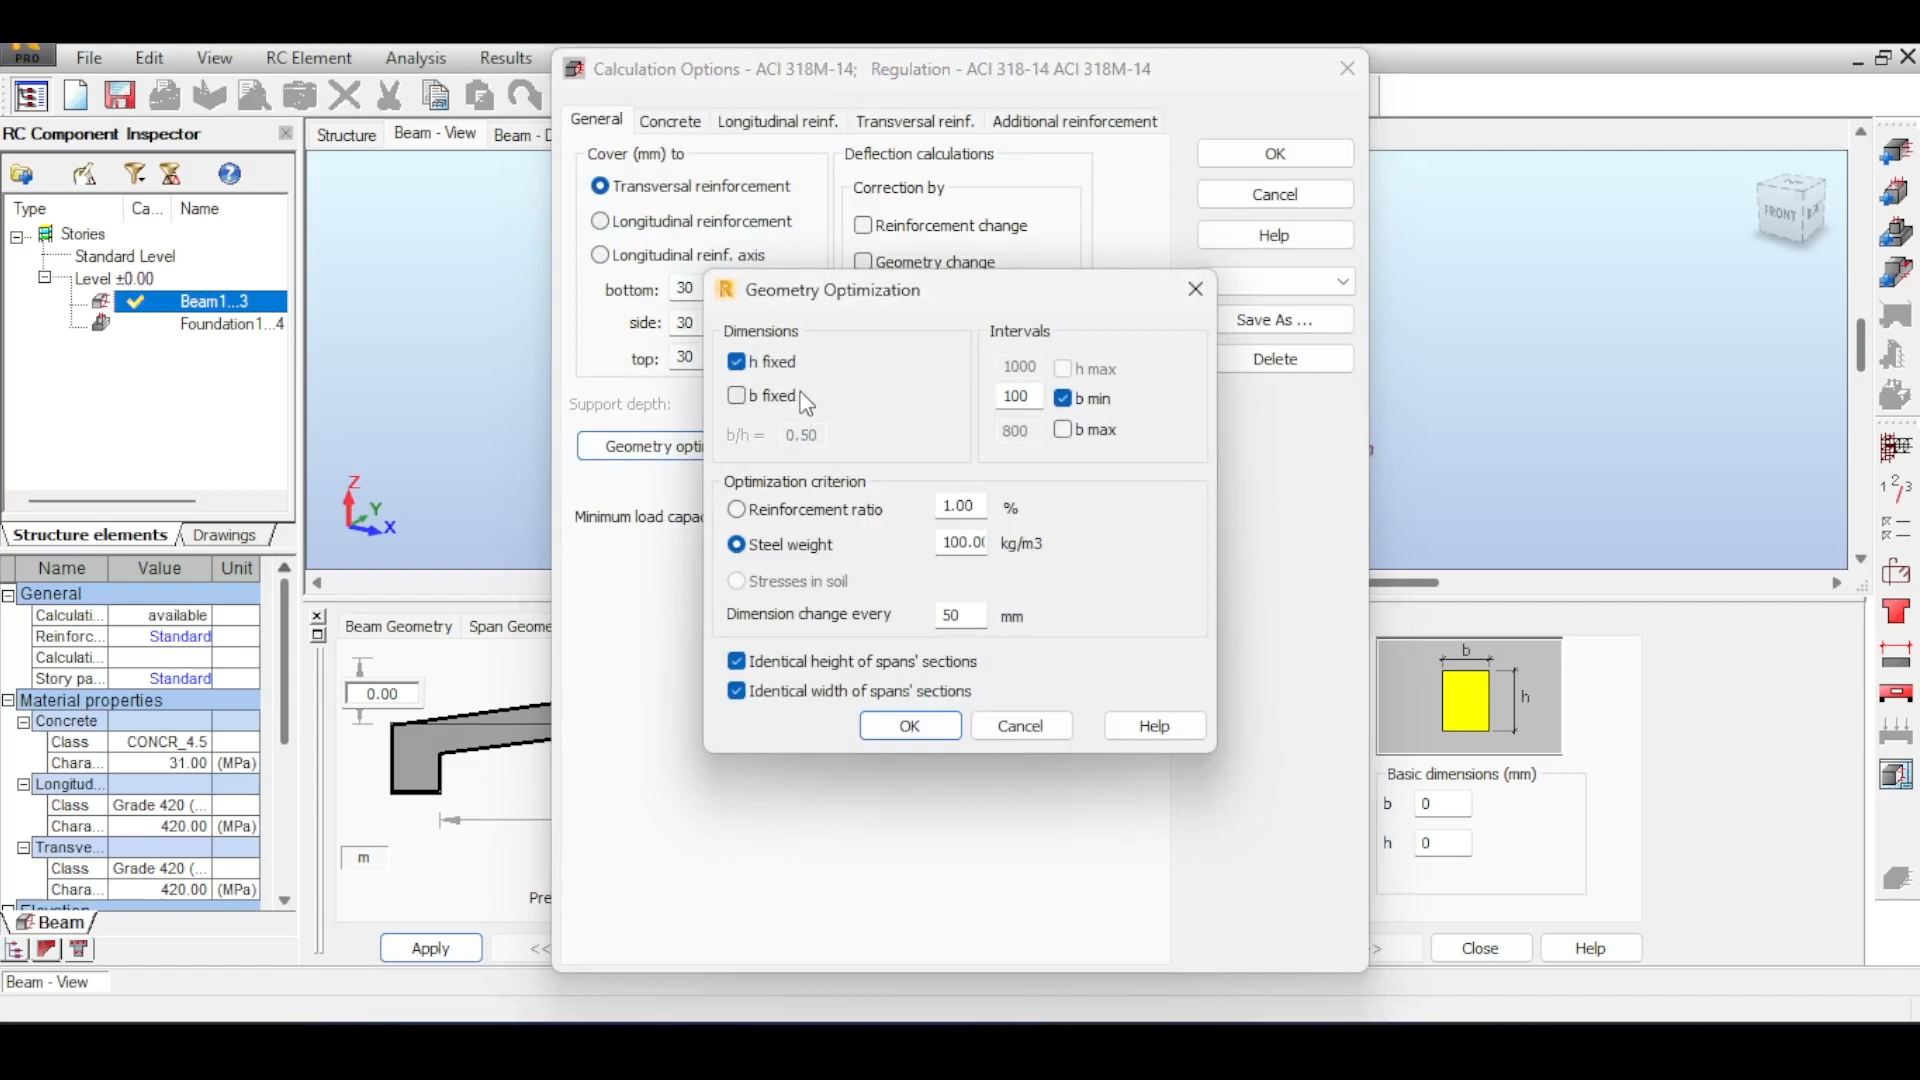 PRO
File Edit View RC Element Analysis Results
Calculation Options - ACI 318M-14; Regulation - ACI 318-14 ACI 318M-14
RC Component Inspector
Structure Beam - View Beam - D
General Concrete Longitudinal reinf. Transversal reinf. Additional reinforcement
Cover (mm) to
Transversal reinforcement
Longitudinal reinforcement
Longitudinal reinf. axis
bottom: 30
side: 30
top: 30
Support depth:
Geometry opti
Minimum load capac
Deflection calculations
Correction by
Reinforcement change
Geometry change
OK
Cancel
Help
Save As ...
Delete
Type Ca... Name
Stories
Standard Level
Level ±0.00
Beam1...3
Foundation1...4
Structure elements Drawings
FRONT
Z
Y
X
Geometry Optimization
Dimensions
h fixed
b fixed
b/h = 0.50
Intervals
1000 h max
100 b min
800 b max
Optimization criterion
Reinforcement ratio 1.00 %
Steel weight 100.0 kg/m3
Stresses in soil
Dimension change every 50 mm
Identical height of spans' sections
Identical width of spans' sections
OK Cancel Help
Name Value Unit
General
Calculati... available
Reinforc... Standard
Calculati...
Story pa... Standard
Material properties
Concrete
Class CONCR_4.5
Chara... 31.00 (MPa)
Longitud...
Class Grade 420 (...
Chara... 420.00 (MPa)
Transve...
Class Grade 420 (...
Chara... 420.00 (MPa)
Elevation
Beam
Beam Geometry Span Geome
0.00
m
Pre
b
h
Basic dimensions (mm)
b 0
h 0
Apply << > Close Help
Beam - View